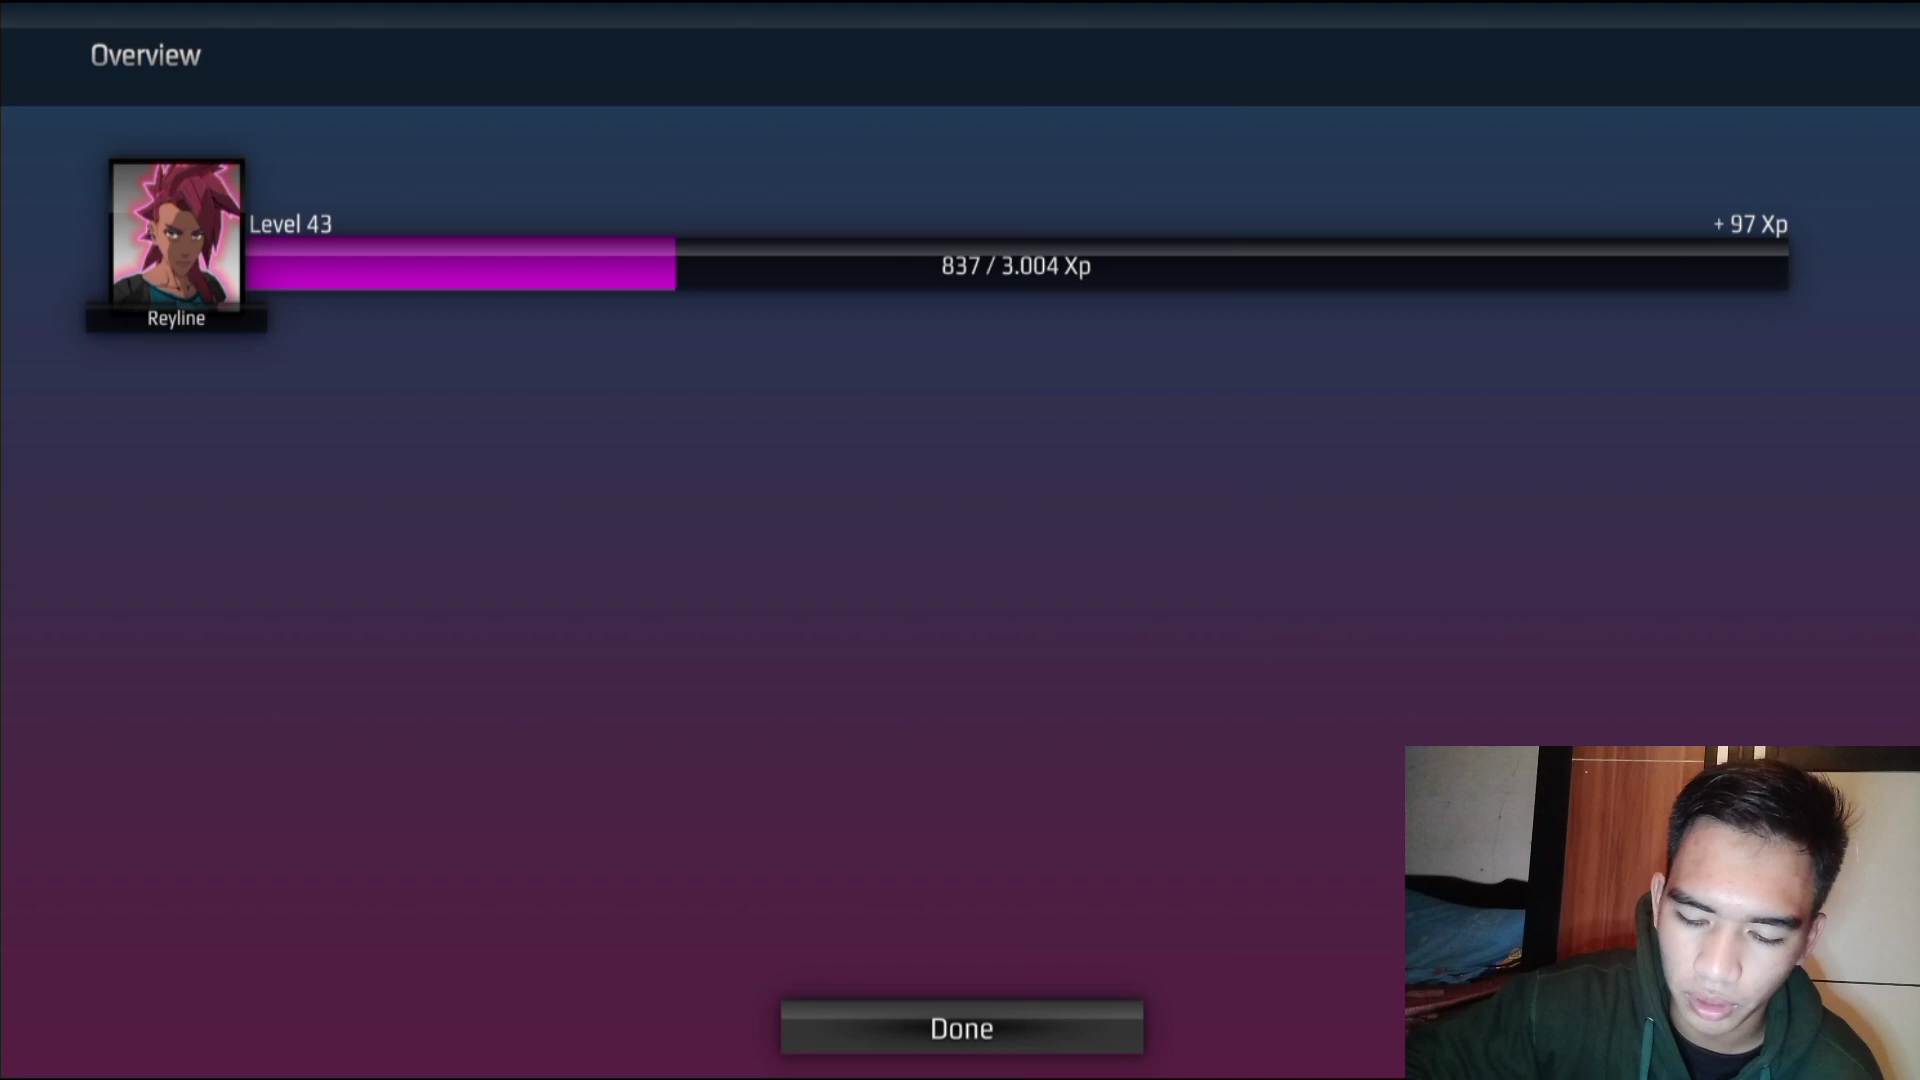 Overview
Level 43
+ 97 Xp
837 / 3.004 Xp
Reyline
Done